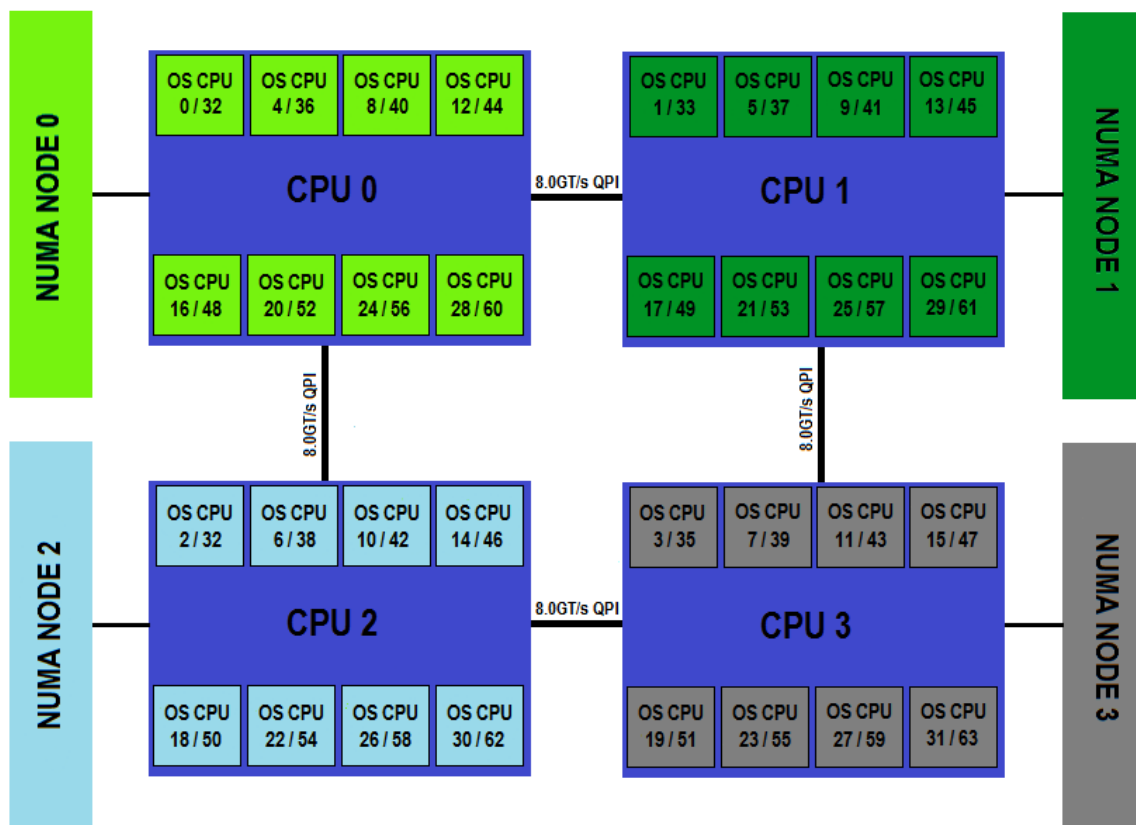 NUMA NODE 0
OS CPU
0 / 32
OS CPU
4 / 36
OS CPU
8 / 40
OS CPU
12 / 44
CPU 0
OS CPU
16 / 48
OS CPU
20 / 52
OS CPU
24 / 56
OS CPU
28 / 60
8.0GT/s QPI
OS CPU
1 / 33
OS CPU
5 / 37
OS CPU
9 / 41
OS CPU
13 / 45
CPU 1
OS CPU
17 / 49
OS CPU
21 / 53
OS CPU
25 / 57
OS CPU
29 / 61
NUMA NODE 1
8.0GT/s QPI
8.0GT/s QPI
NUMA NODE 2
OS CPU
2 / 32
OS CPU
6 / 38
OS CPU
10 / 42
OS CPU
14 / 46
CPU 2
OS CPU
18 / 50
OS CPU
22 / 54
OS CPU
26 / 58
OS CPU
30 / 62
8.0GT/s QPI
OS CPU
3 / 35
OS CPU
7 / 39
OS CPU
11 / 43
OS CPU
15 / 47
CPU 3
OS CPU
19 / 51
OS CPU
23 / 55
OS CPU
27 / 59
OS CPU
31 / 63
NUMA NODE 3